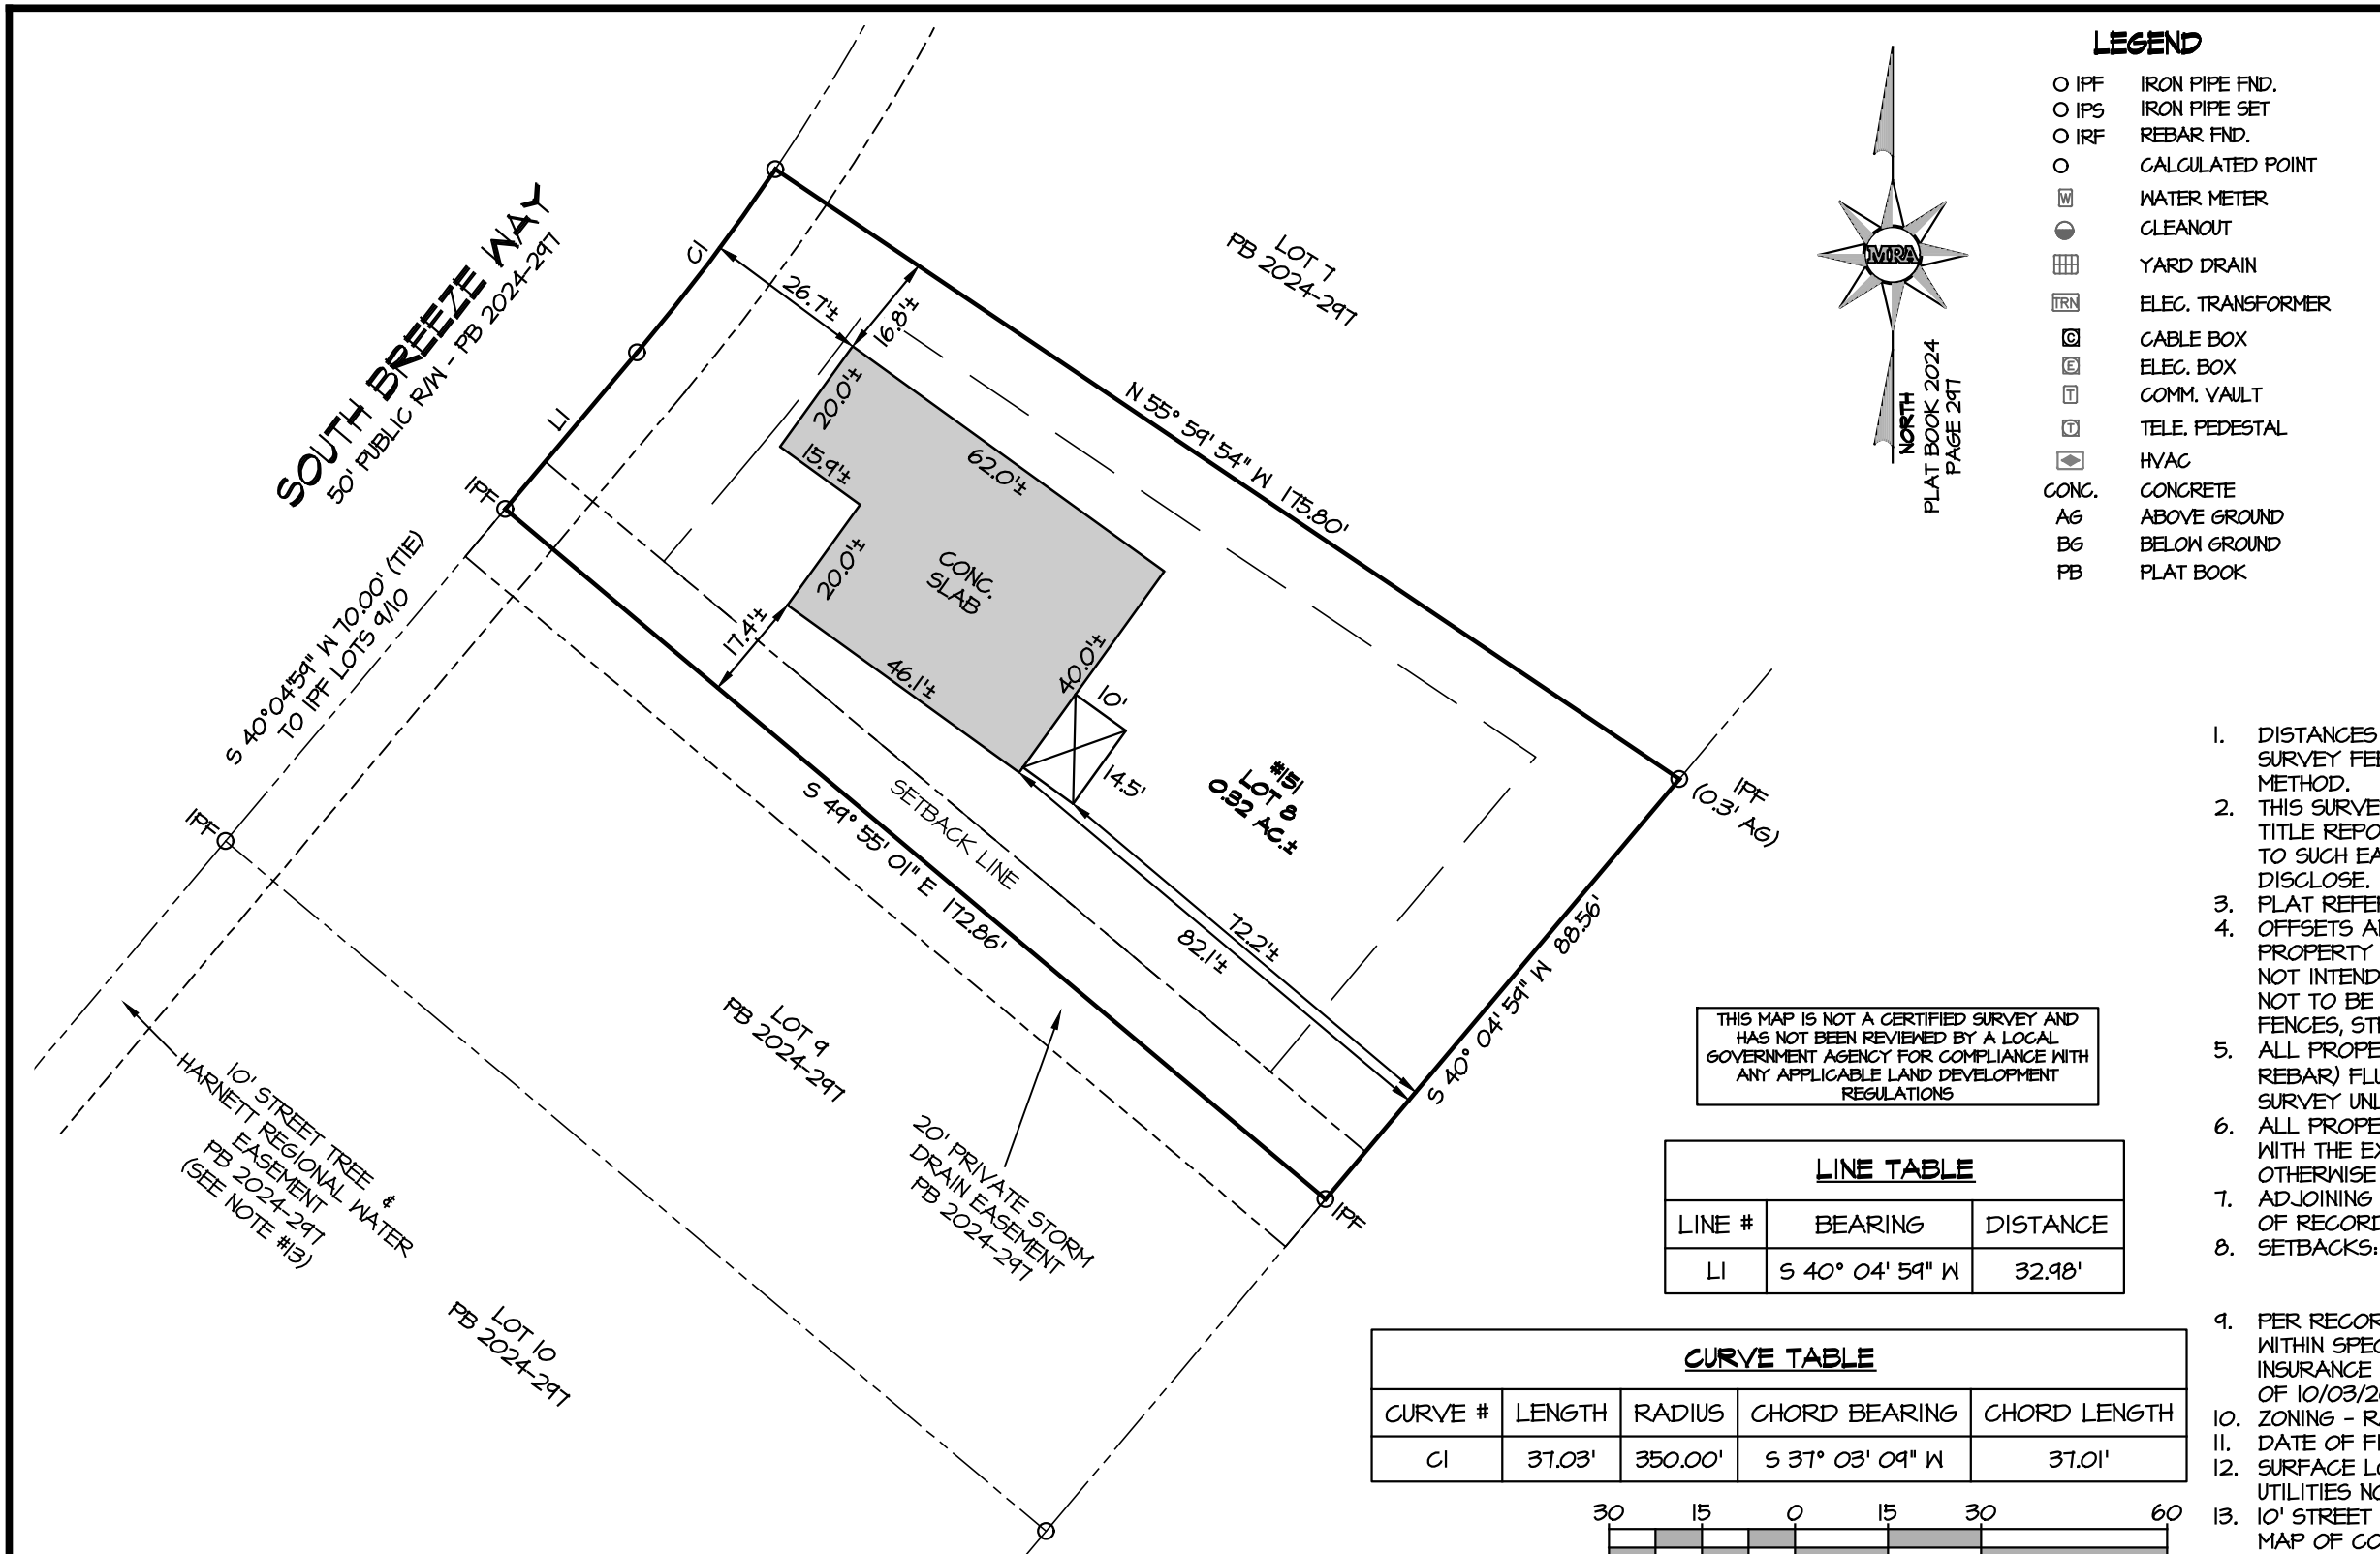 LEGEND
IPF IRON PIPE FND.
IPS IRON PIPE SET
IRF REBAR FND.
CALCULATED POINT
W WATER METER
CLEANOUT
YARD DRAIN
TRN ELEC. TRANSFORMER
C CABLE BOX
E ELEC. BOX
T COMM. VAULT
T TELE. PEDESTAL
HVAC
CONC. CONCRETE
AG ABOVE GROUND
BG BELOW GROUND
PB PLAT BOOK
MRA
NORTH
PLAT BOOK 2024
PAGE 297
SOUTH BREEZE WAY
50' PUBLIC R/W - PB 2024-297
C1
L1
IPF
LOT 7
PB 2024-297
26.7'±
16.8'±
20.0'±
15.9'±
62.0'±
20.0'±
CONC.
SLAB
17.4'±
46.1'±
40.0'±
10'
14.5'
N 55° 59' 54" W 175.80'
#151
LOT 8
0.32 AC.±
IPF
(0.3' AG)
S 40°04'59" W 70.00' (TIE)
TO IPF LOTS 9/10
IPF
SETBACK LINE
S 49° 55' 01" E 172.86'
72.2'±
82.1'±
S 40° 04' 59" W 88.56'
IPF
LOT 9
PB 2024-297
10' STREET TREE &
HARNETT REGIONAL WATER
EASEMENT
PB 2024-297
(SEE NOTE #13)
20' PRIVATE STORM
DRAIN EASEMENT
PB 2024-297
LOT 10
PB 2024-297
THIS MAP IS NOT A CERTIFIED SURVEY AND
HAS NOT BEEN REVIEWED BY A LOCAL
GOVERNMENT AGENCY FOR COMPLIANCE WITH
ANY APPLICABLE LAND DEVELOPMENT
REGULATIONS
LINE TABLE
LINE # BEARING DISTANCE
L1 S 40° 04' 59" W 32.98'
CURVE TABLE
CURVE # LENGTH RADIUS CHORD BEARING CHORD LENGTH
C1 37.03' 350.00' S 37° 03' 09" W 37.01'
30 15 0 15 30 60
1. DISTANCES
SURVEY
METHOD.
2. THIS
TITLE
TO SUCH
DISCLOSE.
3. PLAT
4. OFFSETS
PROPERTY
NOT
NOT TO BE
FENCES,
5. ALL
REBAR)
SURVEY
6. ALL
WITH THE
OTHERWISE
7. ADJOINING
OF
8. SETBACKS:
9. PER
WITHIN
INSURANCE
OF
10. ZONING -
11. DATE OF
12. SURFACE
UTILITIES
13. 10' STREET
MAP OF